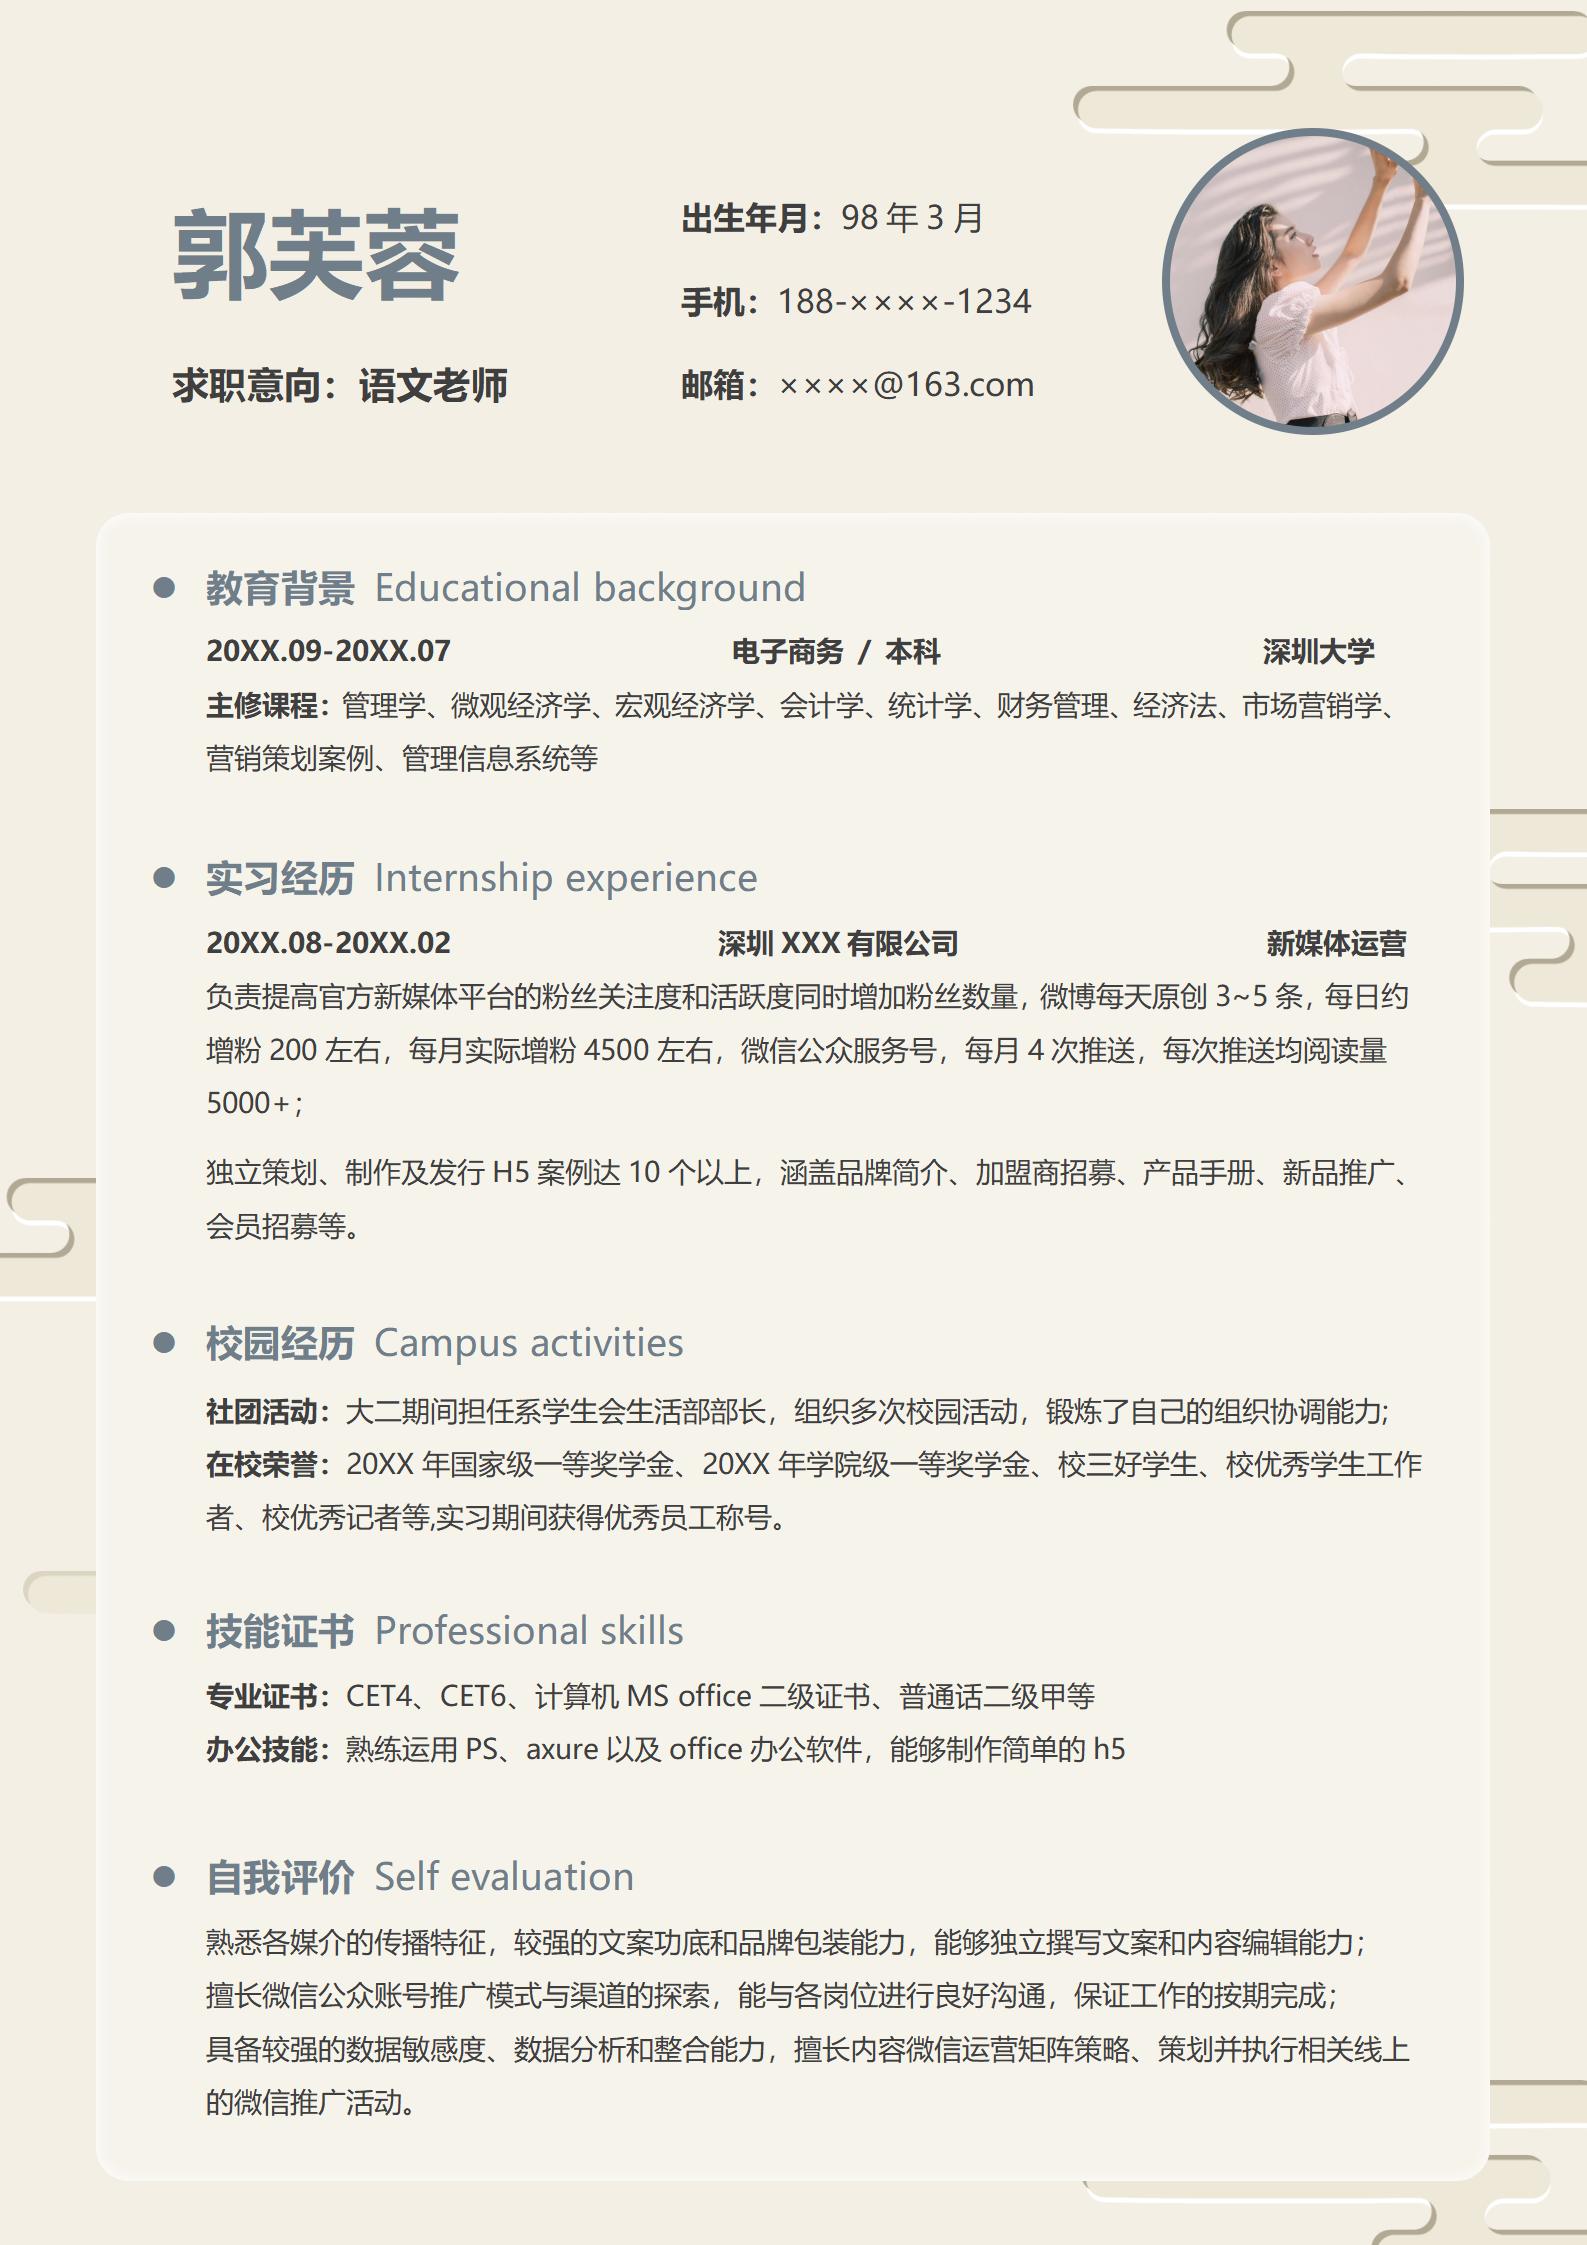 郭芙蓉
求职意向：语文老师
出生年月：98年3月
手机：188-××××-1234
邮箱：××××@163.com
教育背景 Educational background
20XX.09-20XX.07 电子商务 / 本科 深圳大学
主修课程：管理学、微观经济学、宏观经济学、会计学、统计学、财务管理、经济法、市场营销学、
营销策划案例、管理信息系统等
实习经历 Internship experience
20XX.08-20XX.02 深圳 XXX 有限公司 新媒体运营
负责提高官方新媒体平台的粉丝关注度和活跃度同时增加粉丝数量，微博每天原创 3~5 条，每日约
增粉 200 左右，每月实际增粉 4500 左右，微信公众服务号，每月 4 次推送，每次推送均阅读量
5000+；
独立策划、制作及发行 H5 案例达 10 个以上，涵盖品牌简介、加盟商招募、产品手册、新品推广、
会员招募等。
校园经历 Campus activities
社团活动：大二期间担任系学生会生活部部长，组织多次校园活动，锻炼了自己的组织协调能力;
在校荣誉：20XX 年国家级一等奖学金、20XX 年学院级一等奖学金、校三好学生、校优秀学生工作
者、校优秀记者等,实习期间获得优秀员工称号。
技能证书 Professional skills
专业证书：CET4、CET6、计算机 MS office 二级证书、普通话二级甲等
办公技能：熟练运用 PS、axure 以及 office 办公软件，能够制作简单的 h5
自我评价 Self evaluation
熟悉各媒介的传播特征，较强的文案功底和品牌包装能力，能够独立撰写文案和内容编辑能力；
擅长微信公众账号推广模式与渠道的探索，能与各岗位进行良好沟通，保证工作的按期完成；
具备较强的数据敏感度、数据分析和整合能力，擅长内容微信运营矩阵策略、策划并执行相关线上
的微信推广活动。